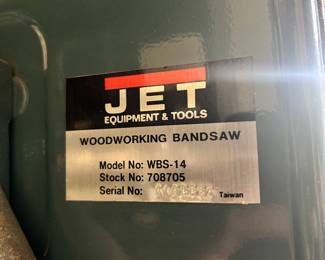 JET
EQUIPMENT & TOOLS
WOODWORKING BANDSAW
Model No: WBS-14
Stock No: 708705
Serial No:
Taiwan